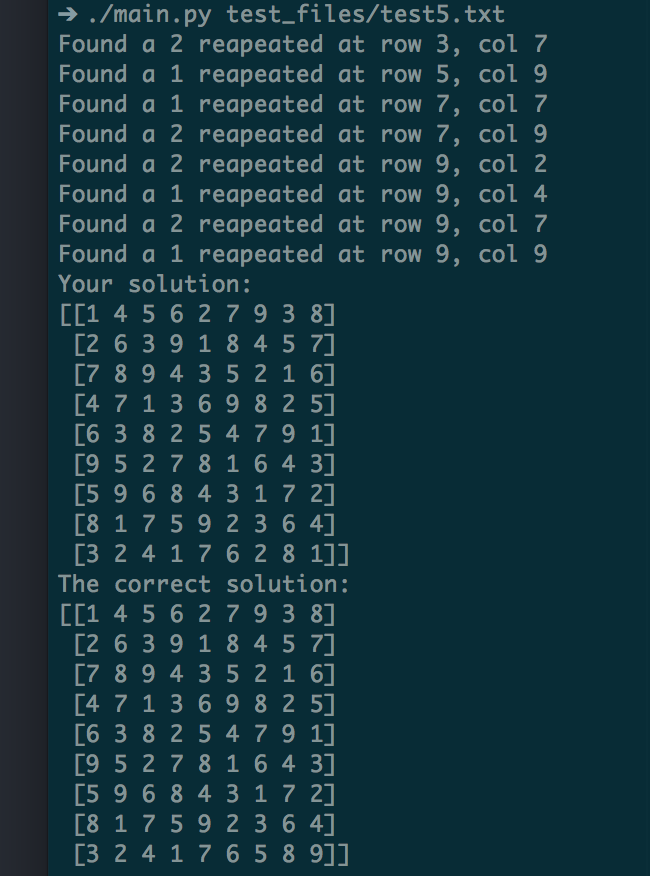 ➜ ./main.py test_files/test5.txt
Found a 2 reapeated at row 3, col 7
Found a 1 reapeated at row 5, col 9
Found a 1 reapeated at row 7, col 7
Found a 2 reapeated at row 7, col 9
Found a 2 reapeated at row 9, col 2
Found a 1 reapeated at row 9, col 4
Found a 2 reapeated at row 9, col 7
Found a 1 reapeated at row 9, col 9
Your solution:
[[1 4 5 6 2 7 9 3 8]
 [2 6 3 9 1 8 4 5 7]
 [7 8 9 4 3 5 2 1 6]
 [4 7 1 3 6 9 8 2 5]
 [6 3 8 2 5 4 7 9 1]
 [9 5 2 7 8 1 6 4 3]
 [5 9 6 8 4 3 1 7 2]
 [8 1 7 5 9 2 3 6 4]
 [3 2 4 1 7 6 2 8 1]]
The correct solution:
[[1 4 5 6 2 7 9 3 8]
 [2 6 3 9 1 8 4 5 7]
 [7 8 9 4 3 5 2 1 6]
 [4 7 1 3 6 9 8 2 5]
 [6 3 8 2 5 4 7 9 1]
 [9 5 2 7 8 1 6 4 3]
 [5 9 6 8 4 3 1 7 2]
 [8 1 7 5 9 2 3 6 4]
 [3 2 4 1 7 6 5 8 9]]